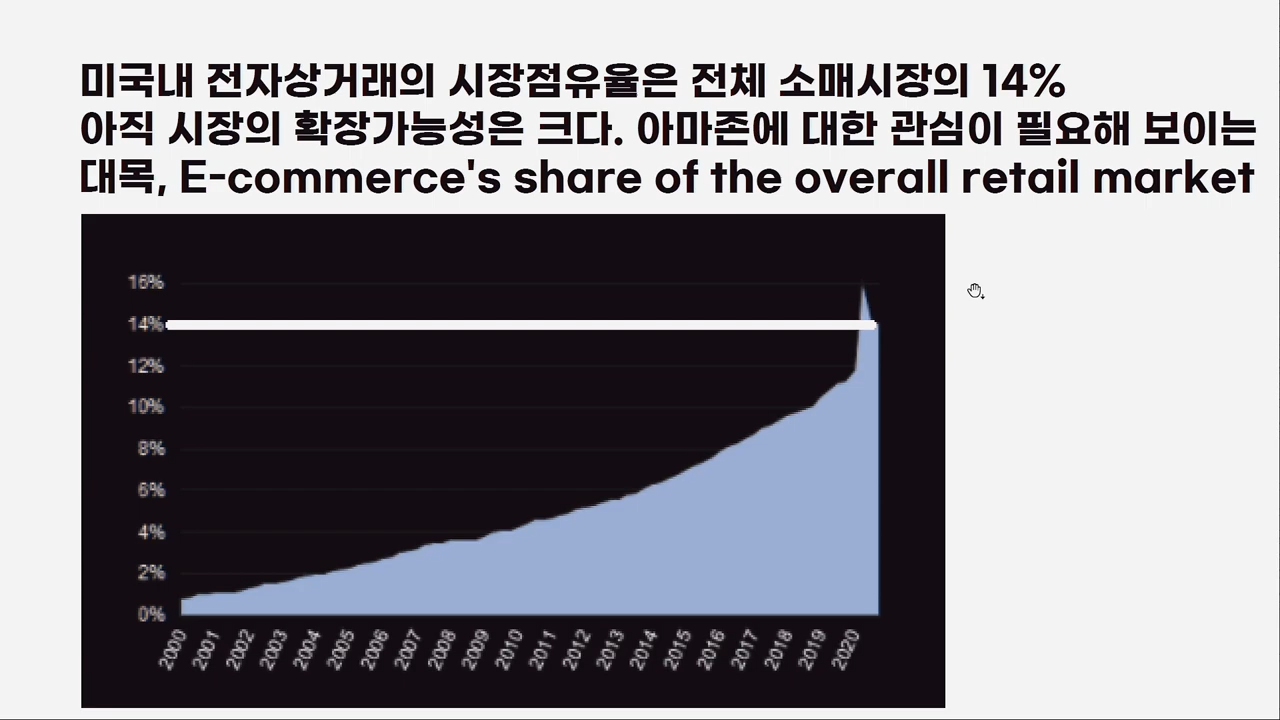 미국내 전자상거래의 시장점유율은 전체 소매시장의 14%
아직 시장의 확장가능성은 크다. 아마존에 대한 관심이 필요해 보이는
대목, E-commerce's share of the overall retail market
16%
14%
12%
10%
8%
6%
4%
2%
0%
2000 2001 2002 2003 2004 2005 2006 2007 2008 2009 2010 2011 2012 2013 2014 2015 2016 2017 2018 2019 2020